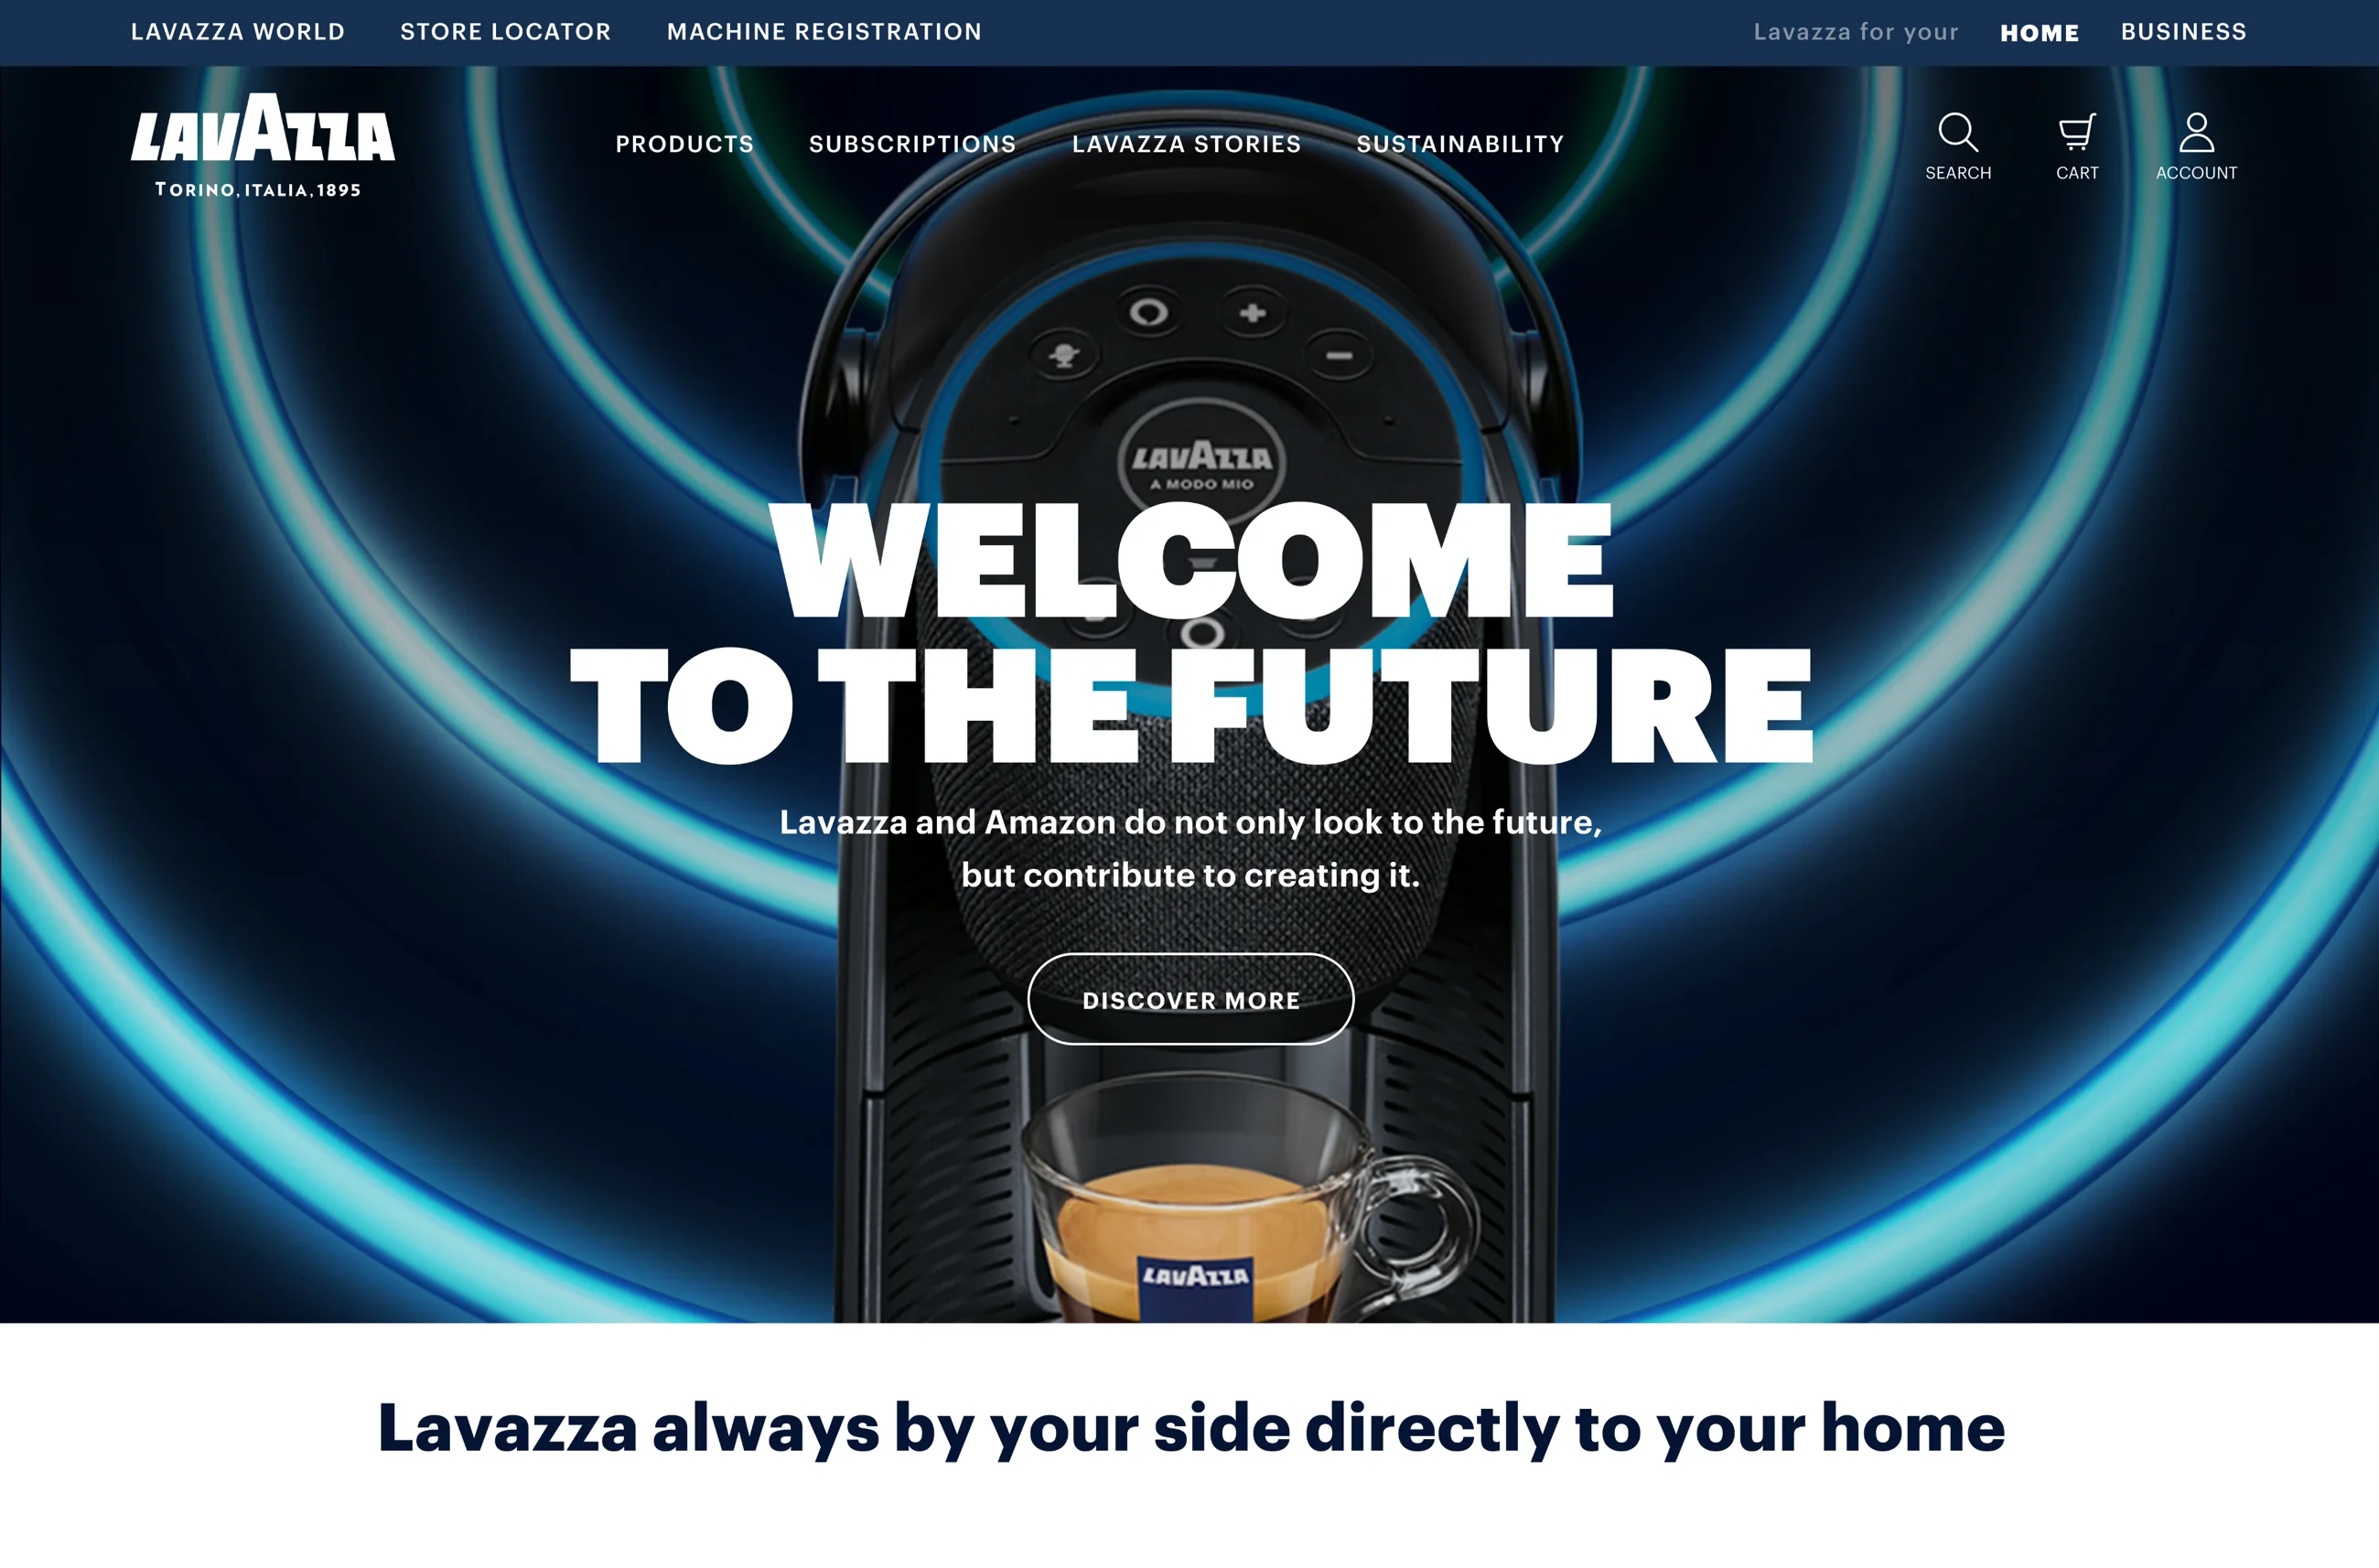 LAVAZZA WORLD STORE LOCATOR MACHINE REGISTRATION Lavazza for your HOME BUSINESS
LAVAZZA
TORINO, ITALIA, 1895
PRODUCTS SUBSCRIPTIONS LAVAZZA STORIES SUSTAINABILITY
SEARCH CART ACCOUNT
LAVAZZA
A MODO MIO
WELCOME
TO THE FUTURE
Lavazza and Amazon do not only look to the future,
but contribute to creating it.
DISCOVER MORE
LAVAZZA
Lavazza always by your side directly to your home